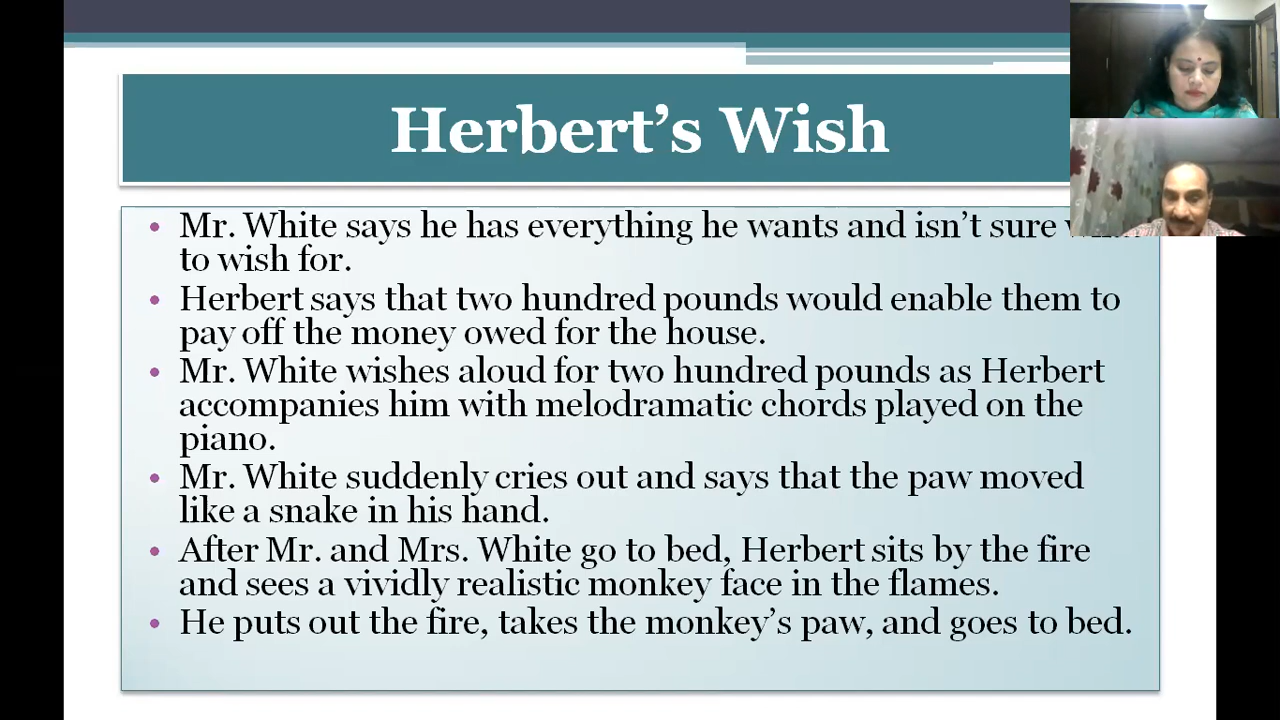 Herbert's Wish
• Mr. White says he has everything he wants and isn't sure
to wish for.
• Herbert says that two hundred pounds would enable them to
pay off the money owed for the house.
• Mr. White wishes aloud for two hundred pounds as Herbert
accompanies him with melodramatic chords played on the
piano.
• Mr. White suddenly cries out and says that the paw moved
like a snake in his hand.
• After Mr. and Mrs. White go to bed, Herbert sits by the fire
and sees a vividly realistic monkey face in the flames.
• He puts out the fire, takes the monkey's paw, and goes to bed.